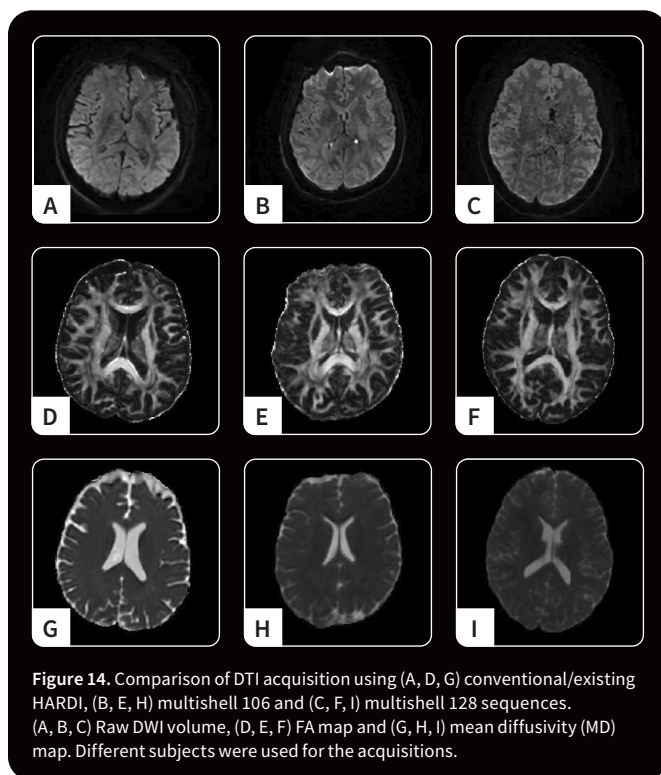 A
B
C
D
E
F
G
H
I
Figure 14. Comparison of DTI acquisition using (A, D, G) conventional/existing
HARDI, (B, E, H) multishell 106 and (C, F, I) multishell 128 sequences.
(A, B, C) Raw DWI volume, (D, E, F) FA map and (G, H, I) mean diffusivity (MD)
map. Different subjects were used for the acquisitions.